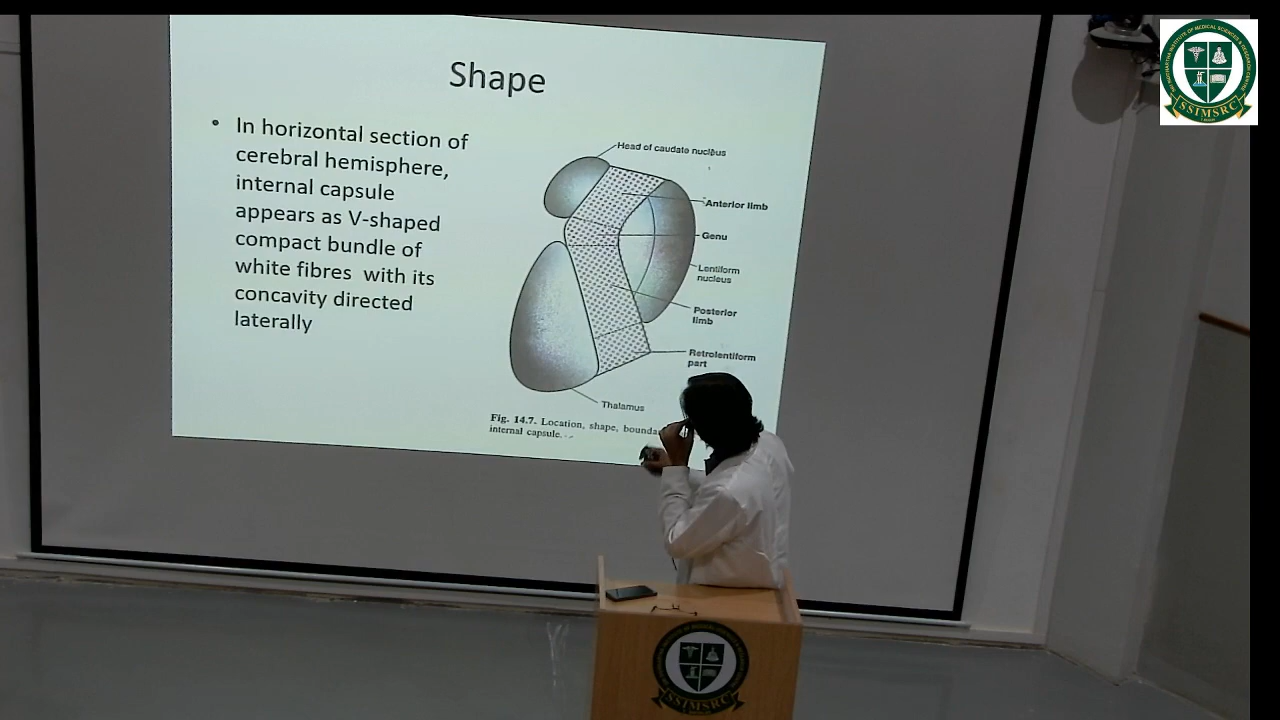 Shape
• In horizontal section of
cerebral hemisphere,
internal capsule
appears as V-shaped
compact bundle of
white fibres with its
concavity directed
laterally
Head of caudate nucleus
Anterior limb
Genu
Lentiform
nucleus
Posterior
limb
Retrolentiform
part
Thalamus
Fig. 14.7. Location, shape,
internal capsule.
SSIMSRC
SSIMSRC